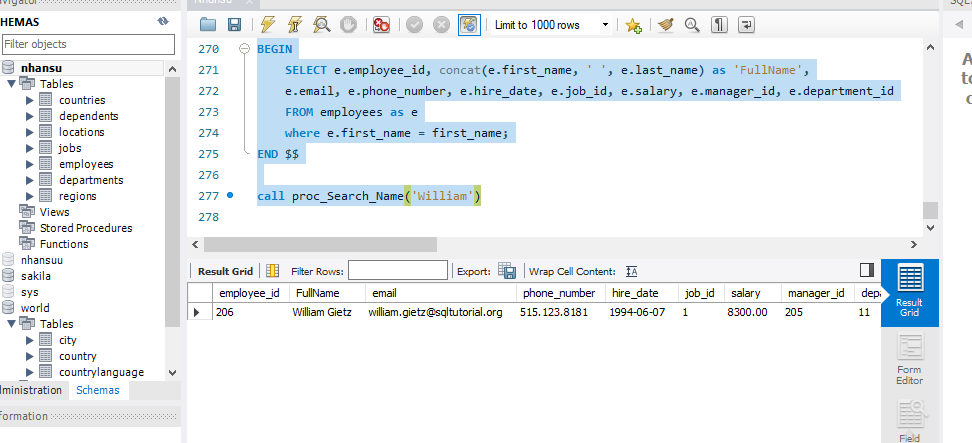 HEMAS
Filter objects
nhansu
Tables
countries
dependents
locations
jobs
employees
departments
regions
Views
Stored Procedures
Functions
nhansuu
sakila
sys
world
Tables
city
country
countrylanguage
dministration Schemas
formation
Nhansu
Limit to 1000 rows
270 BEGIN
271 SELECT e.employee_id, concat(e.first_name, ' ', e.last_name) as 'FullName',
272 e.email, e.phone_number, e.hire_date, e.job_id, e.salary, e.manager_id, e.department_id
273 FROM employees as e
274 where e.first_name = first_name;
275 END $$
276
277 call proc_Search_Name('William')
278
Result Grid Filter Rows: Export: Wrap Cell Content:
employee_id FullName email phone_number hire_date job_id salary manager_id depa
206 William Gietz william.gietz@sqltutorial.org 515.123.8181 1994-06-07 1 8300.00 205 11
Result
Grid
Form
Editor
Field
SQL
A
to
c